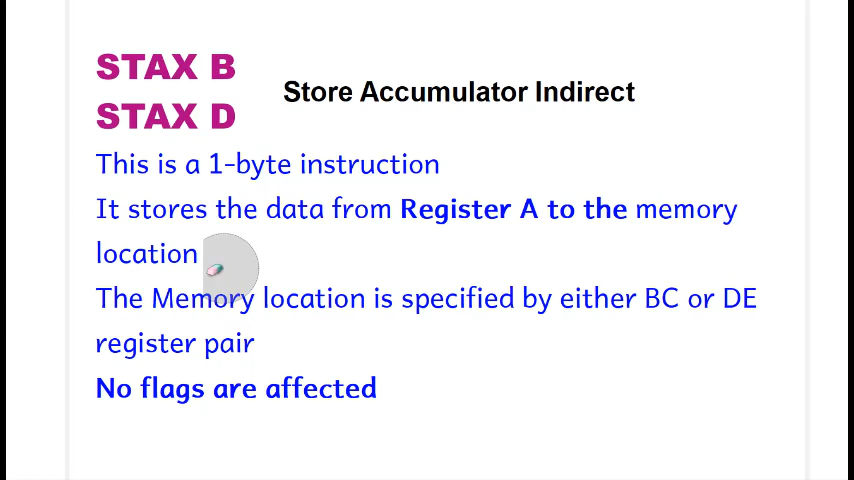 STAX B
STAX D
Store Accumulator Indirect
This is a 1-byte instruction
It stores the data from Register A to the memory
location
The Memory location is specified by either BC or DE
register pair
No flags are affected